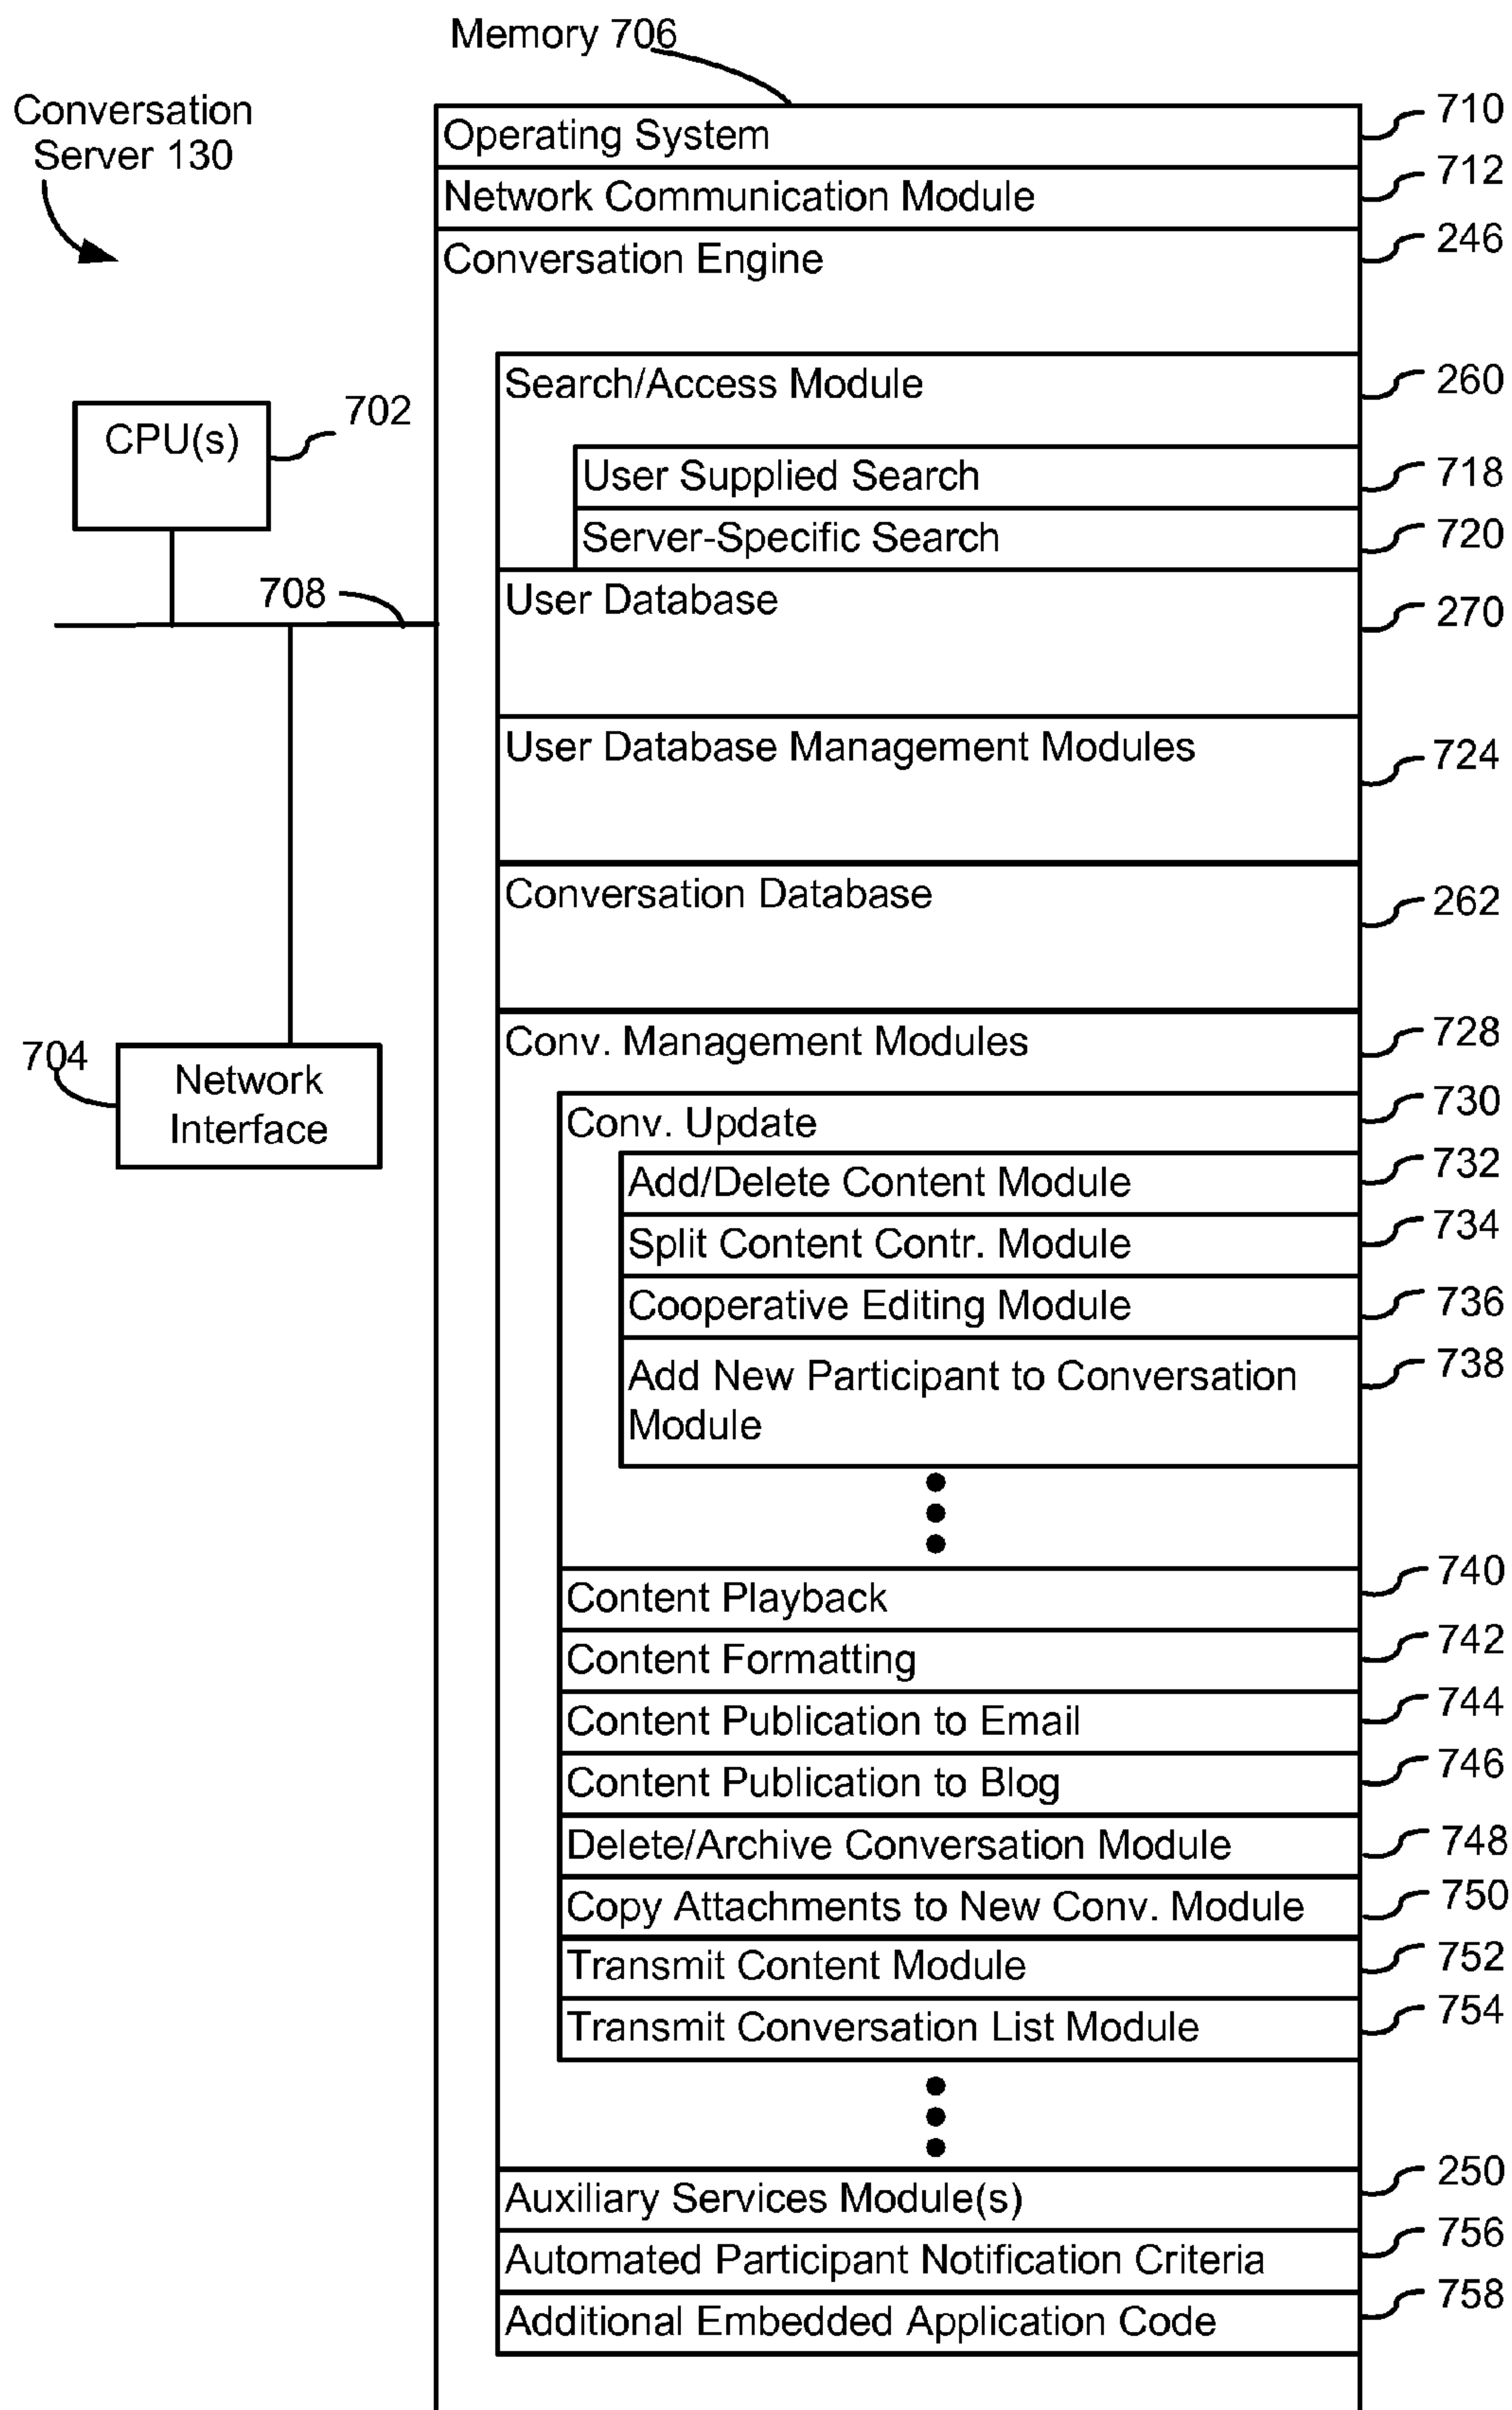 Memory 706
Conversation
Server 130
Operating System
710
Network Communication Module
712
Conversation Engine
246
Search/Access Module
260
CPU(s)
702
User Supplied Search
718
Server-Specific Search
720
708
User Database
270
User Database Management Modules
724
Conversation Database
262
Conv. Management Modules
728
704
Network
Interface
Conv. Update
730
Add/Delete Content Module
732
Split Content Contr. Module
734
Cooperative Editing Module
736
Add New Participant to Conversation
Module
738
Content Playback
740
Content Formatting
742
Content Publication to Email
744
Content Publication to Blog
746
Delete/Archive Conversation Module
748
Copy Attachments to New Conv. Module
750
Transmit Content Module
752
Transmit Conversation List Module
754
Auxiliary Services Module(s)
250
Automated Participant Notification Criteria
756
Additional Embedded Application Code
758